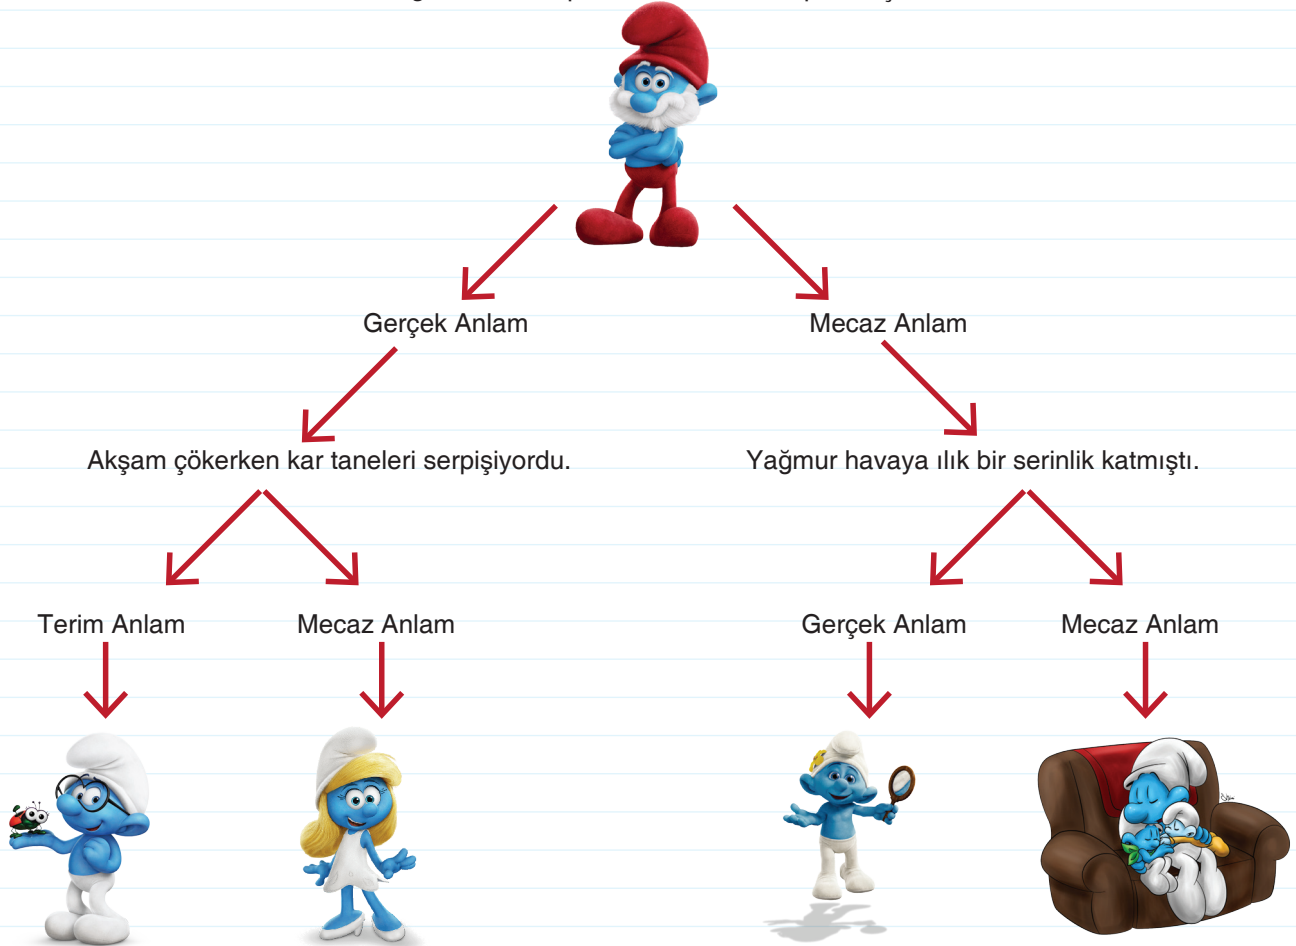 Gerçek Anlam
Mecaz Anlam
Akşam çökerken kar taneleri serpişiyordu.
Yağmur havaya ılık bir serinlik katmıştı.
Terim Anlam
Mecaz Anlam
Gerçek Anlam
Mecaz Anlam